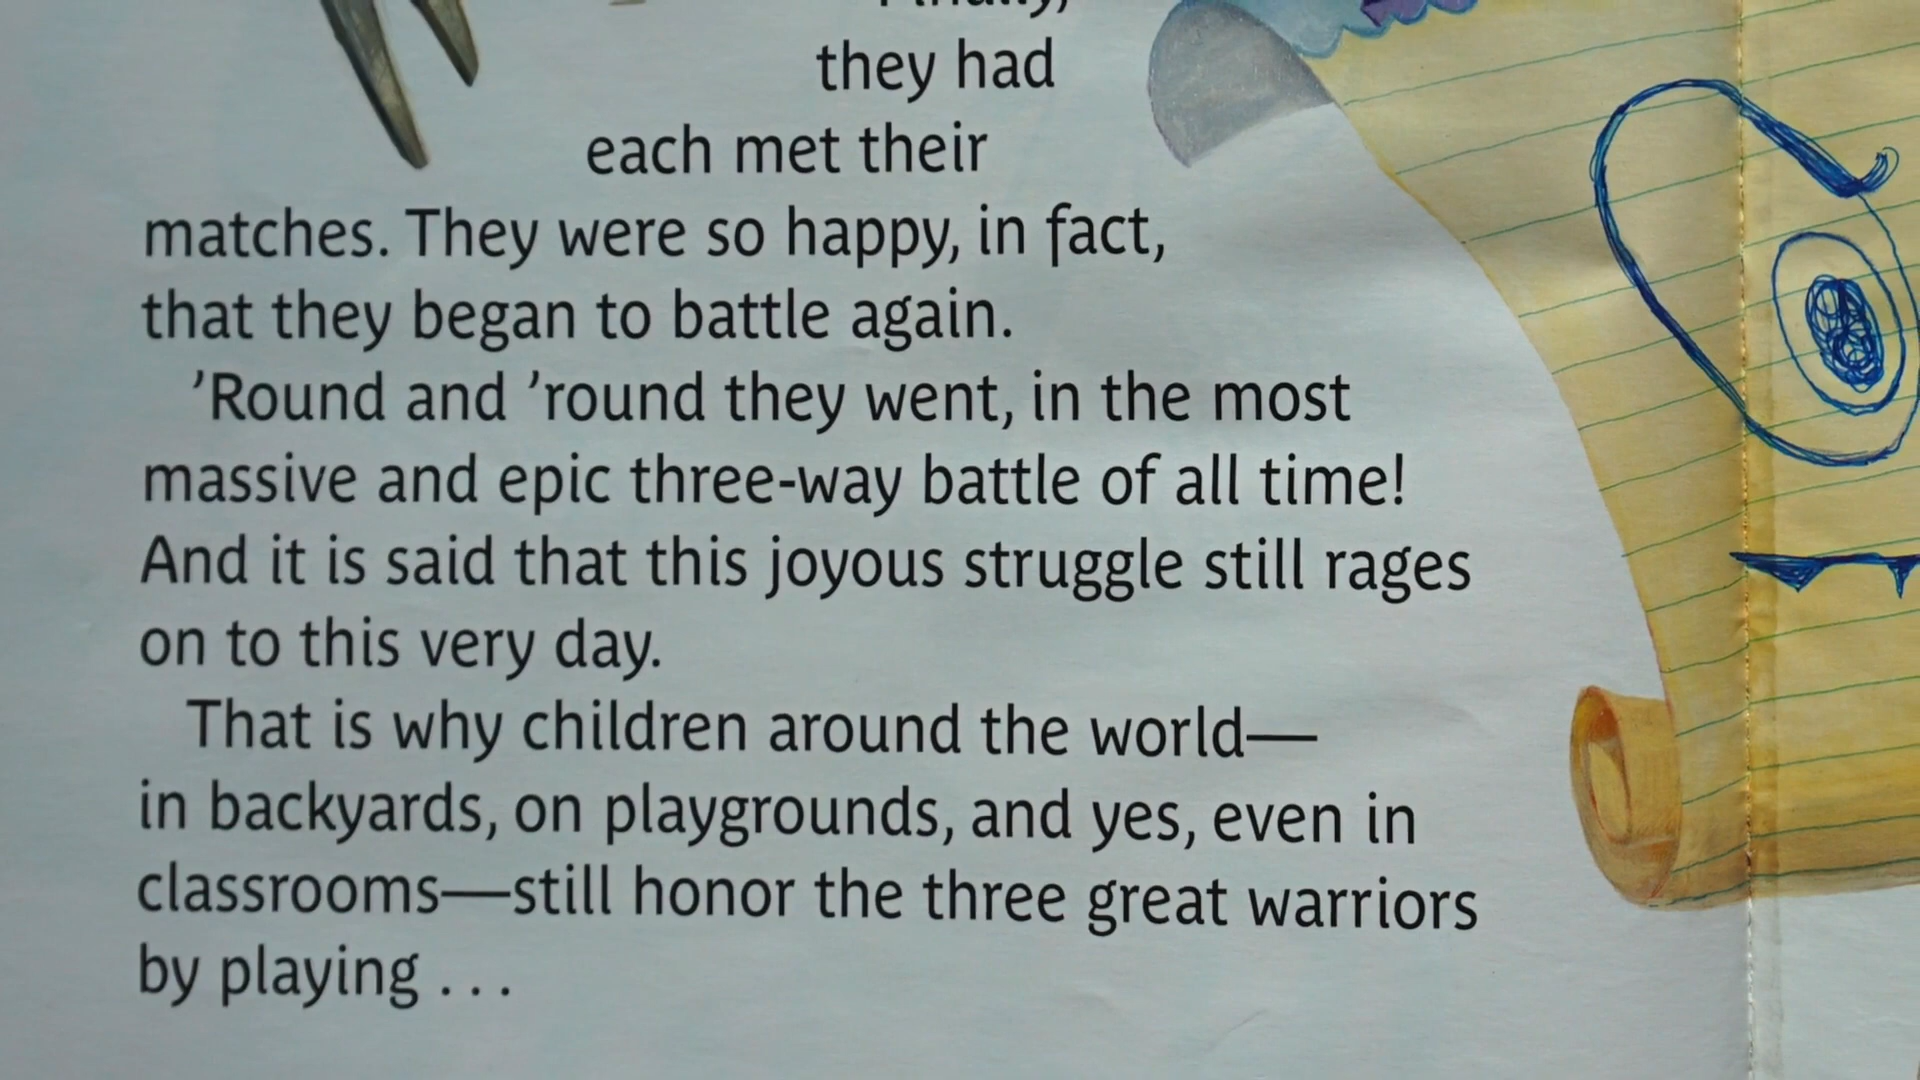 they had
each met their
matches. They were so happy, in fact,
that they began to battle again.
’Round and ’round they went, in the most
massive and epic three-way battle of all time!
And it is said that this joyous struggle still rages
on to this very day.
That is why children around the world—
in backyards, on playgrounds, and yes, even in
classrooms—still honor the three great warriors
by playing . . .